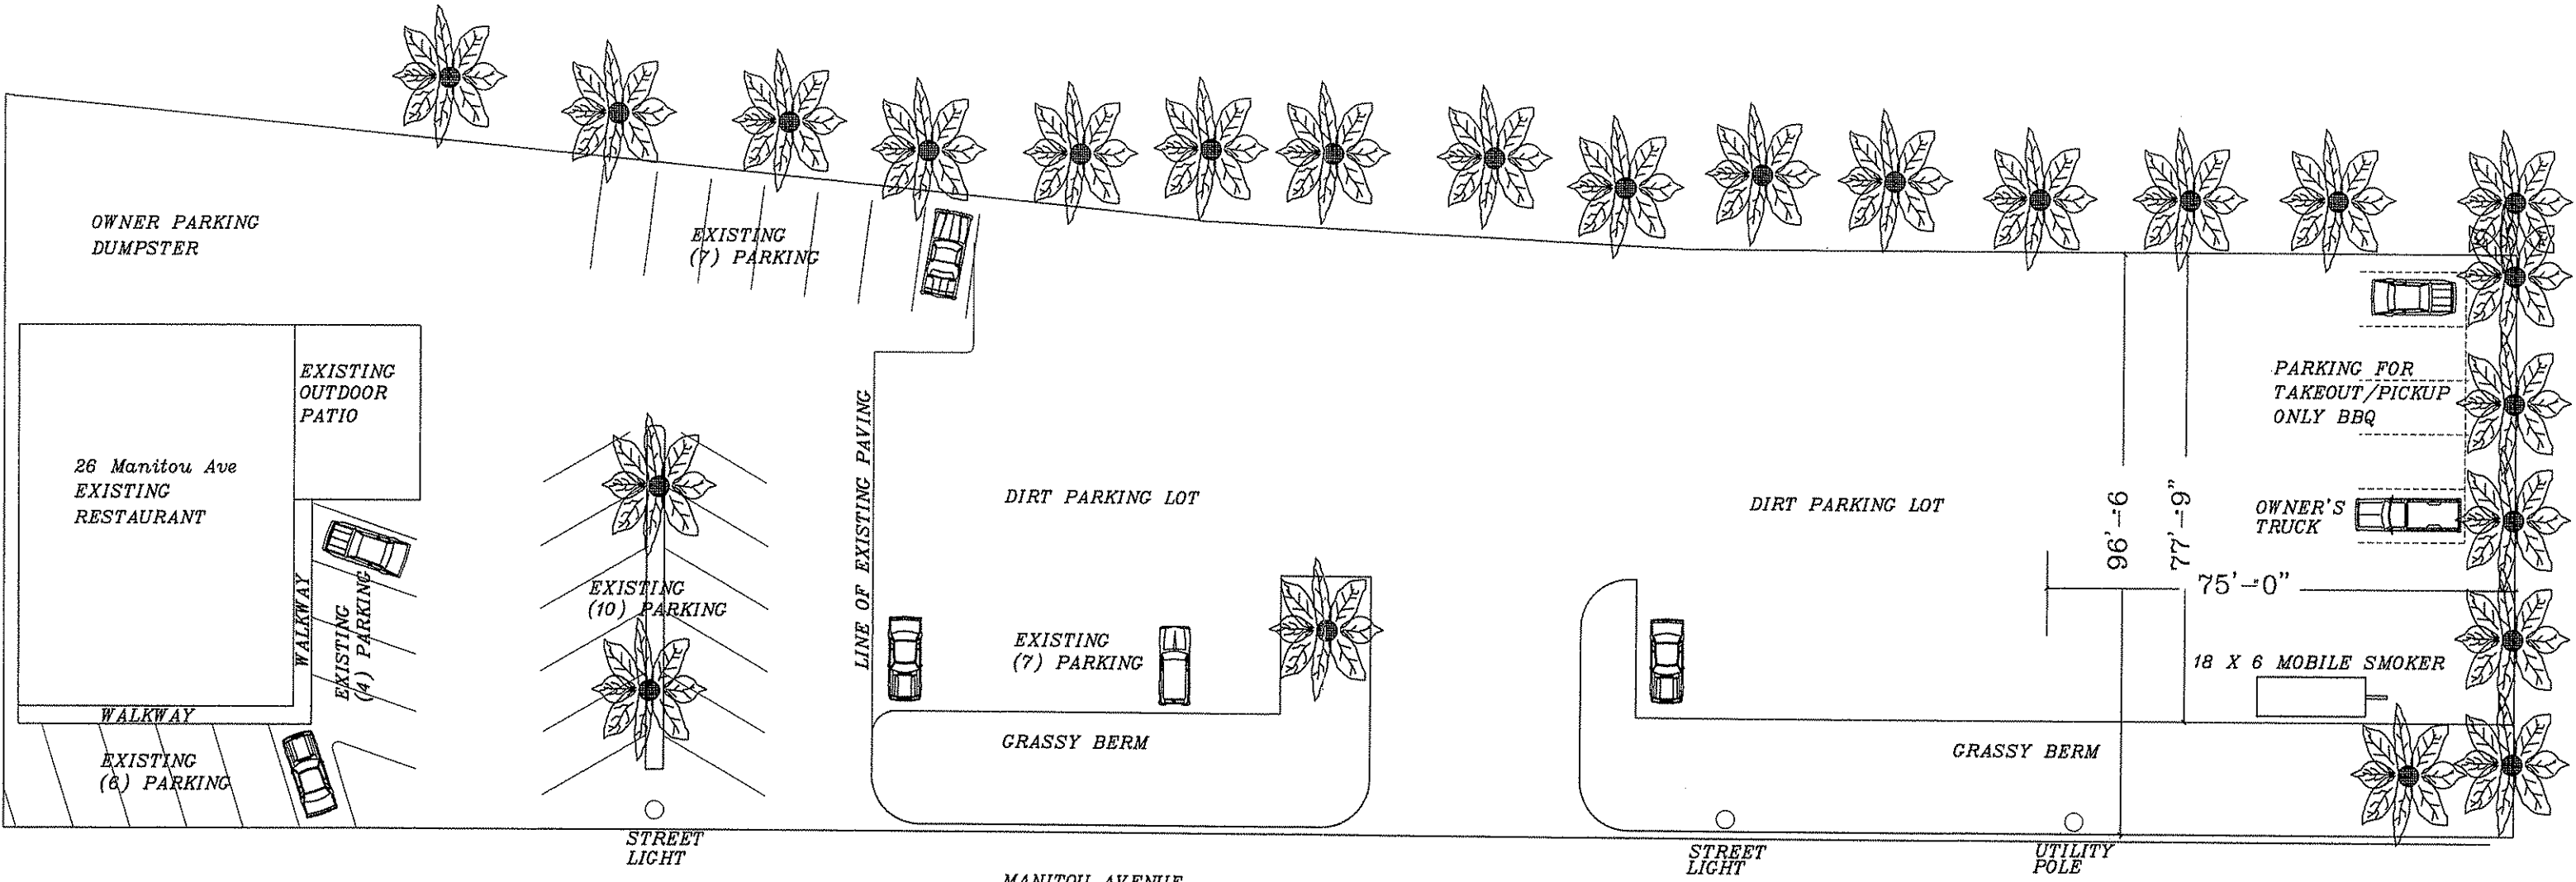 OWNER PARKING
DUMPSTER
EXISTING
(7) PARKING
EXISTING
OUTDOOR
PATIO
26 Manitou Ave
EXISTING
RESTAURANT
WALKWAY
WALKWAY
EXISTING
(4) PARKING
EXISTING
(6) PARKING
EXISTING
(10) PARKING
STREET
LIGHT
LINE OF EXISTING PAVING
DIRT PARKING LOT
EXISTING
(7) PARKING
GRASSY BERM
DIRT PARKING LOT
GRASSY BERM
STREET
LIGHT
UTILITY
POLE
96'-6
77'-9"
75'-0"
PARKING FOR
TAKEOUT/PICKUP
ONLY BBQ
OWNER'S
TRUCK
18 X 6 MOBILE SMOKER
MANITOU AVENUE